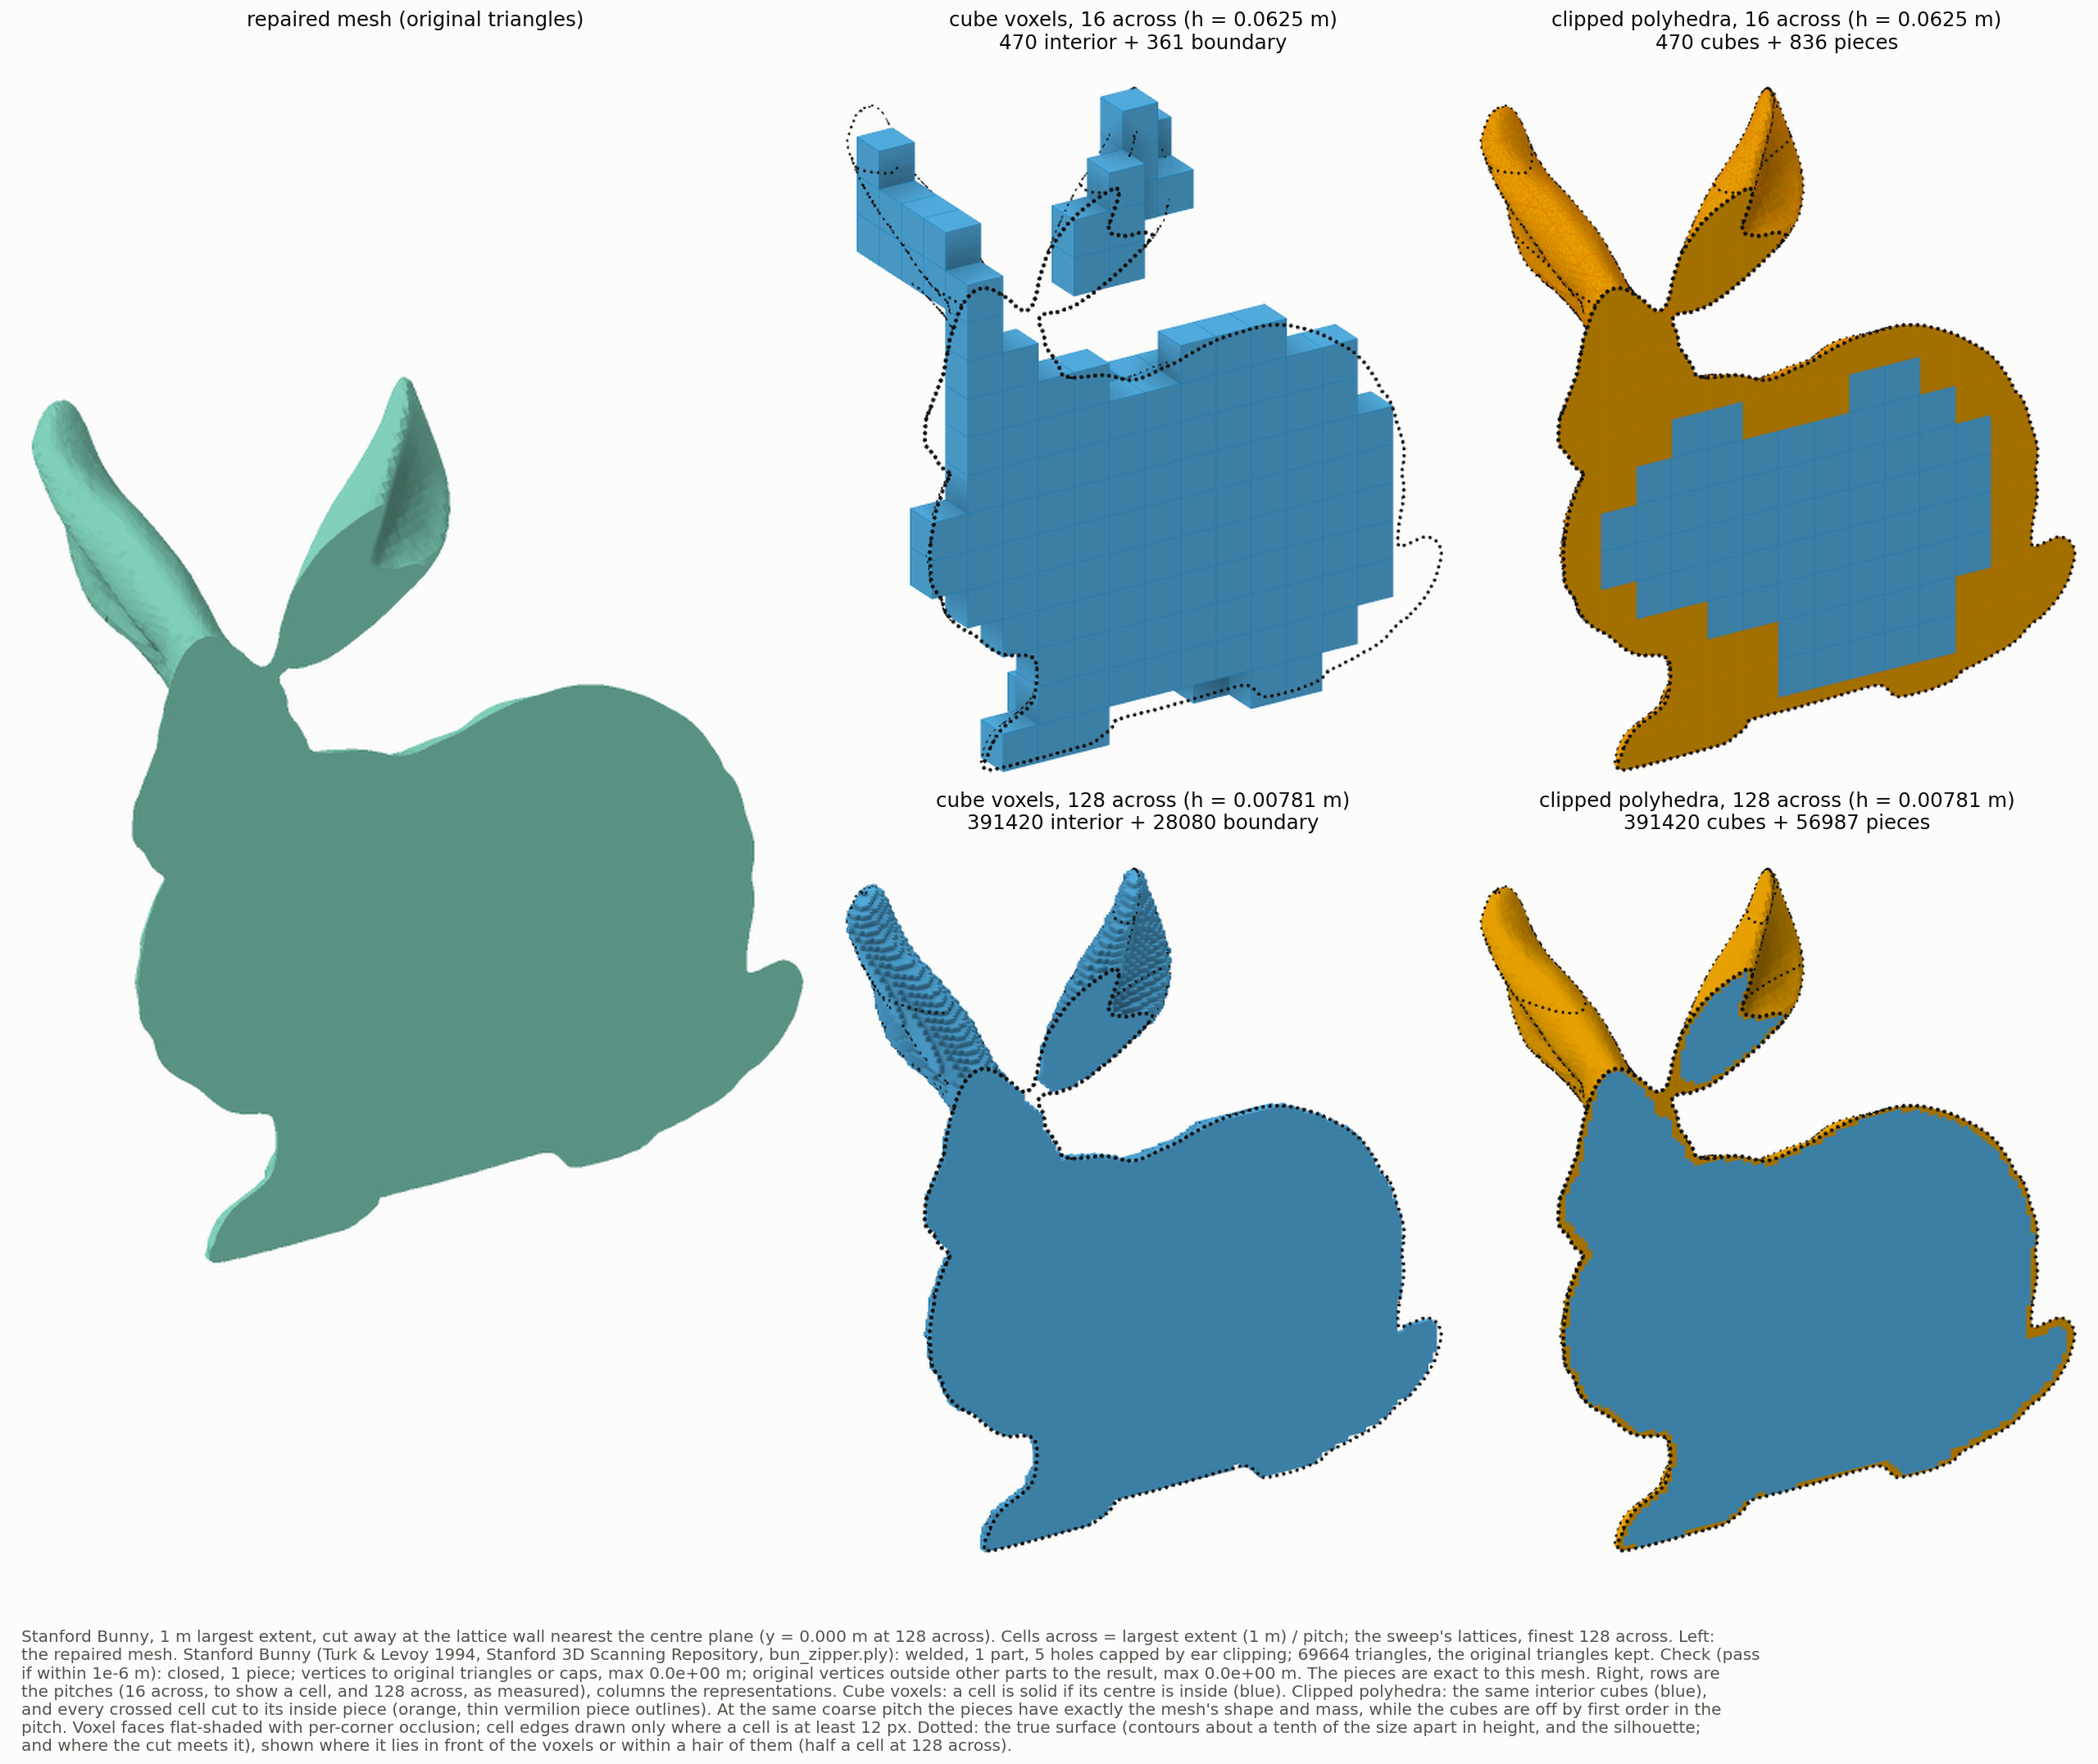 repaired mesh (original triangles)
cube voxels, 16 across (h = 0.0625 m)
470 interior + 361 boundary
clipped polyhedra, 16 across (h = 0.0625 m)
470 cubes + 836 pieces
cube voxels, 128 across (h = 0.00781 m)
391420 interior + 28080 boundary
clipped polyhedra, 128 across (h = 0.00781 m)
391420 cubes + 56987 pieces
Stanford Bunny, 1 m largest extent, cut away at the lattice wall nearest the centre plane (y = 0.000 m at 128 across). Cells across = largest extent (1 m) / pitch; the sweep's lattices, finest 128 across. Left:
the repaired mesh. Stanford Bunny (Turk & Levoy 1994, Stanford 3D Scanning Repository, bun_zipper.ply): welded, 1 part, 5 holes capped by ear clipping; 69664 triangles, the original triangles kept. Check (pass
if within 1e-6 m): closed, 1 piece; vertices to original triangles or caps, max 0.0e+00 m; original vertices outside other parts to the result, max 0.0e+00 m. The pieces are exact to this mesh. Right, rows are
the pitches (16 across, to show a cell, and 128 across, as measured), columns the representations. Cube voxels: a cell is solid if its centre is inside (blue). Clipped polyhedra: the same interior cubes (blue),
and every crossed cell cut to its inside piece (orange, thin vermilion piece outlines). At the same coarse pitch the pieces have exactly the mesh's shape and mass, while the cubes are off by first order in the
pitch. Voxel faces flat-shaded with per-corner occlusion; cell edges drawn only where a cell is at least 12 px. Dotted: the true surface (contours about a tenth of the size apart in height, and the silhouette;
and where the cut meets it), shown where it lies in front of the voxels or within a hair of them (half a cell at 128 across).